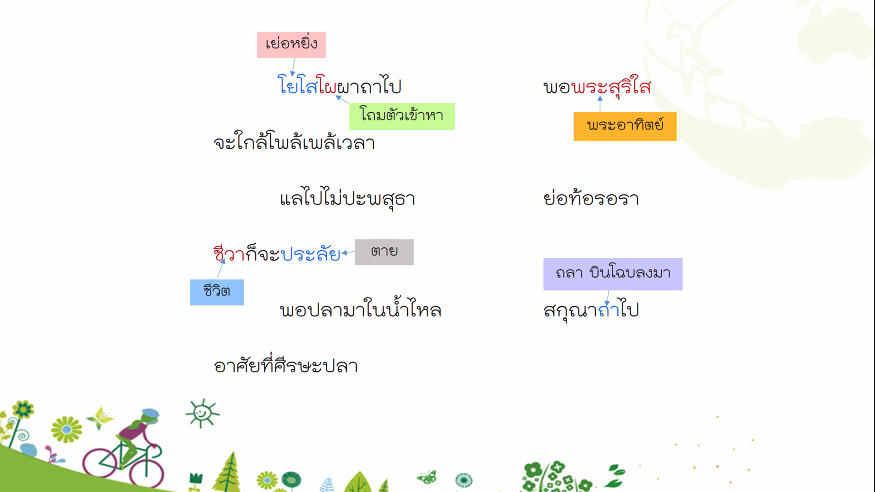 เย่อหยิ่ง
โยโสโผผาถาไป พอพระสุริใส
โถมตัวเข้าหา
พระอาทิตย์
จะใกล้โพล้เพล้เวลา
แลไปไม่ปะพสุธา ย่อท้อรอรา
ชีวาก็จะประลัย ตาย
ถลา บินโฉบลงมา
ชีวิต
พอปลามาในน้ำไหล สกุณาถาไป
อาศัยที่ศีรษะปลา